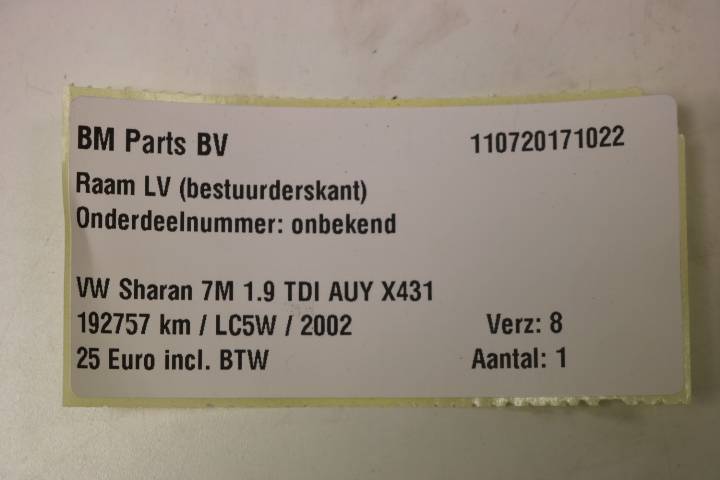 BM Parts BV 110720171022
Raam LV (bestuurderskant)
Onderdeelnummer: onbekend
VW Sharan 7M 1.9 TDI AUY X431
192757 km / LC5W / 2002 Verz: 8
25 Euro incl. BTW Aantal: 1